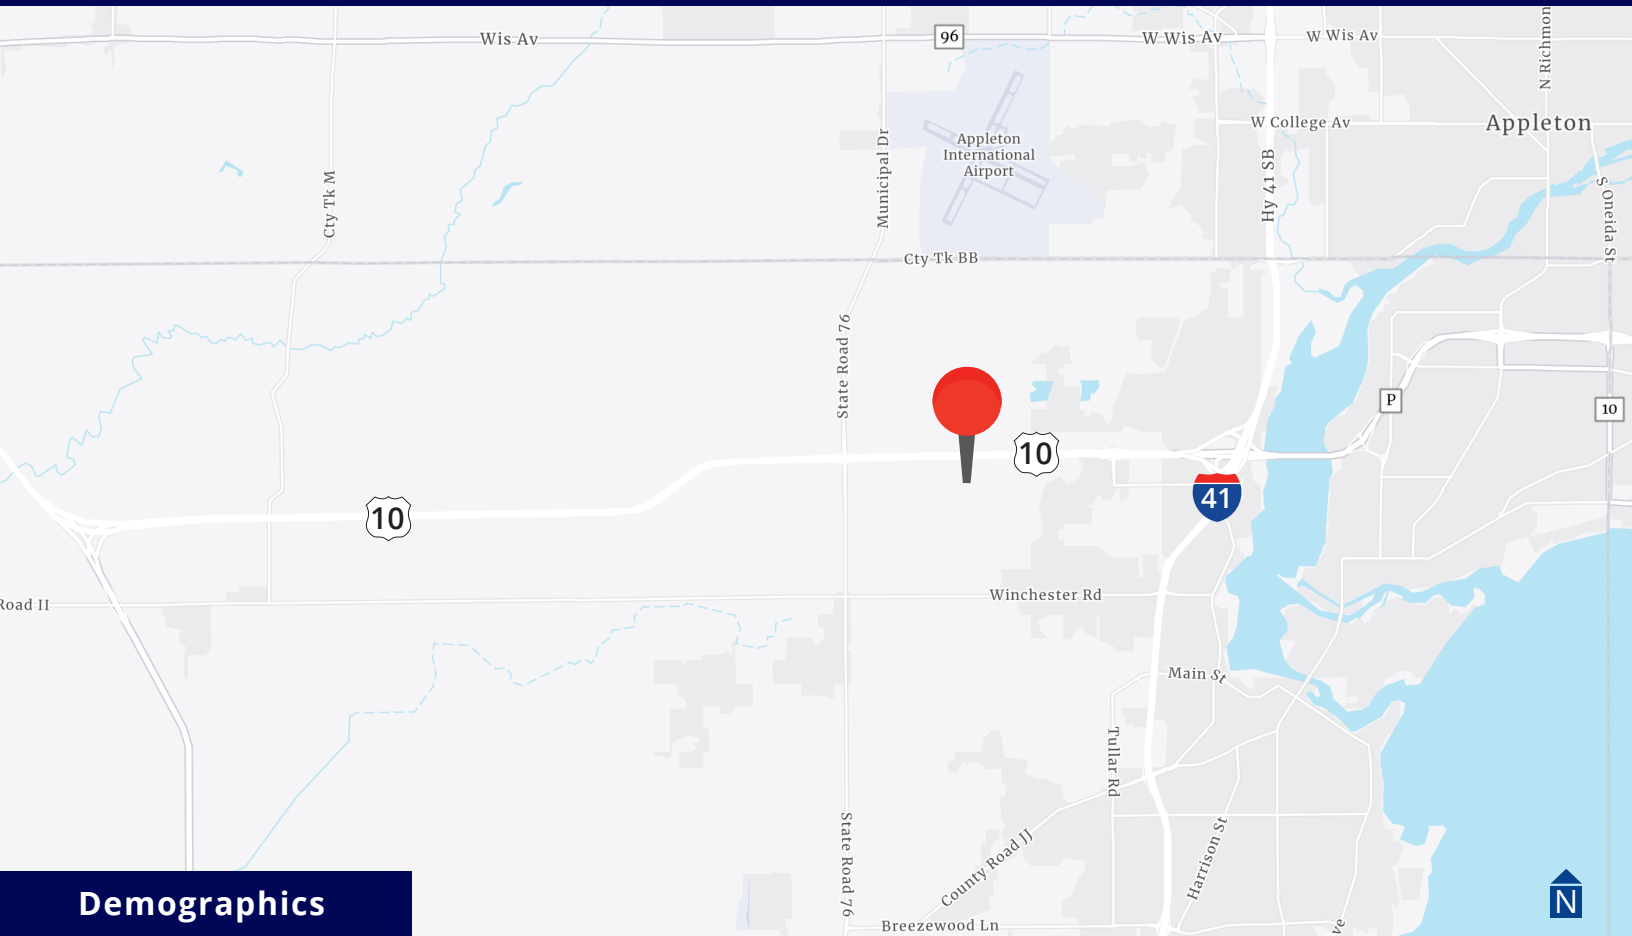 Wis Av
96
W Wis Av
W Wis Av
N Richmon
W College Av
Appleton
Appleton
International
Airport
Municipal Dr
Cty Tk M
Hy 41 SB
S Oneida St
Cty Tk BB
State Road 76
P
10
10
10
41
Road II
Winchester Rd
Main St
Tullar Rd
State Road 76
County Road JJ
Harrison St
Breezewood Ln
ve
Demographics
N